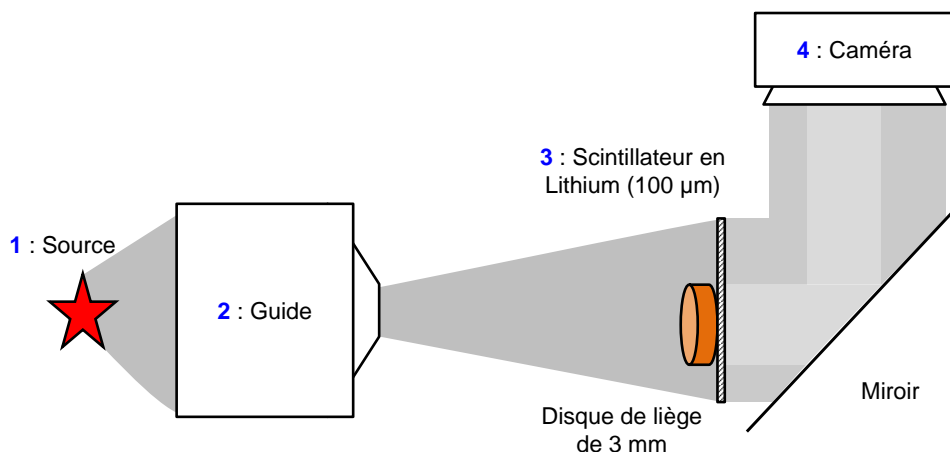 1 : Source
2 : Guide
3 : Scintillateur en
Lithium (100 µm)
4 : Caméra
Disque de liège
de 3 mm
Miroir